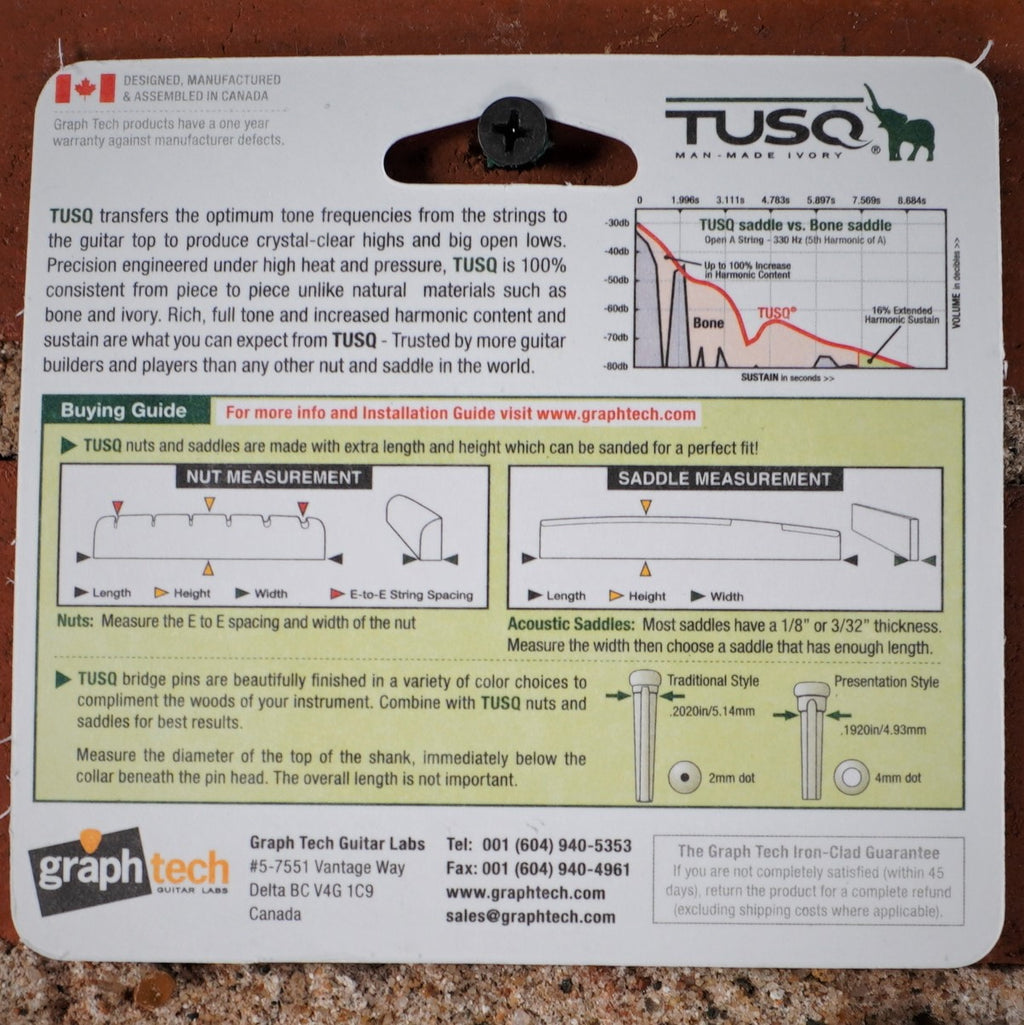 DESIGNED, MANUFACTURED
& ASSEMBLED IN CANADA
Graph Tech products have a one year
warranty against manufacturer defects.
TUSQ®
MAN-MADE IVORY
TUSQ transfers the optimum tone frequencies from the strings to
the guitar top to produce crystal-clear highs and big open lows.
Precision engineered under high heat and pressure, TUSQ is 100%
consistent from piece to piece unlike natural materials such as
bone and ivory. Rich, full tone and increased harmonic content and
sustain are what you can expect from TUSQ - Trusted by more guitar
builders and players than any other nut and saddle in the world.
0 1.996s 3.111s 4.783s 5.897s 7.569s 8.684s
-30db
-40db
-50db
-60db
-70db
-80db
TUSQ saddle vs. Bone saddle
Open A String - 330 Hz (5th Harmonic of A)
Up to 100% Increase
in Harmonic Content
Bone
TUSQ®
16% Extended
Harmonic Sustain
VOLUME in decibles >>
SUSTAIN in seconds >>
Buying Guide
For more info and Installation Guide visit www.graphtech.com
TUSQ nuts and saddles are made with extra length and height which can be sanded for a perfect fit!
NUT MEASUREMENT
Length Height Width E-to-E String Spacing
Nuts: Measure the E to E spacing and width of the nut
SADDLE MEASUREMENT
Length Height Width
Acoustic Saddles: Most saddles have a 1/8" or 3/32" thickness.
Measure the width then choose a saddle that has enough length.
TUSQ bridge pins are beautifully finished in a variety of color choices to
compliment the woods of your instrument. Combine with TUSQ nuts and
saddles for best results.
Measure the diameter of the top of the shank, immediately below the
collar beneath the pin head. The overall length is not important.
Traditional Style
.2020in/5.14mm
2mm dot
Presentation Style
.1920in/4.93mm
4mm dot
graphtech
GUITAR LABS
Graph Tech Guitar Labs
#5-7551 Vantage Way
Delta BC V4G 1C9
Canada
Tel: 001 (604) 940-5353
Fax: 001 (604) 940-4961
www.graphtech.com
sales@graphtech.com
The Graph Tech Iron-Clad Guarantee
If you are not completely satisfied (within 45
days), return the product for a complete refund
(excluding shipping costs where applicable).